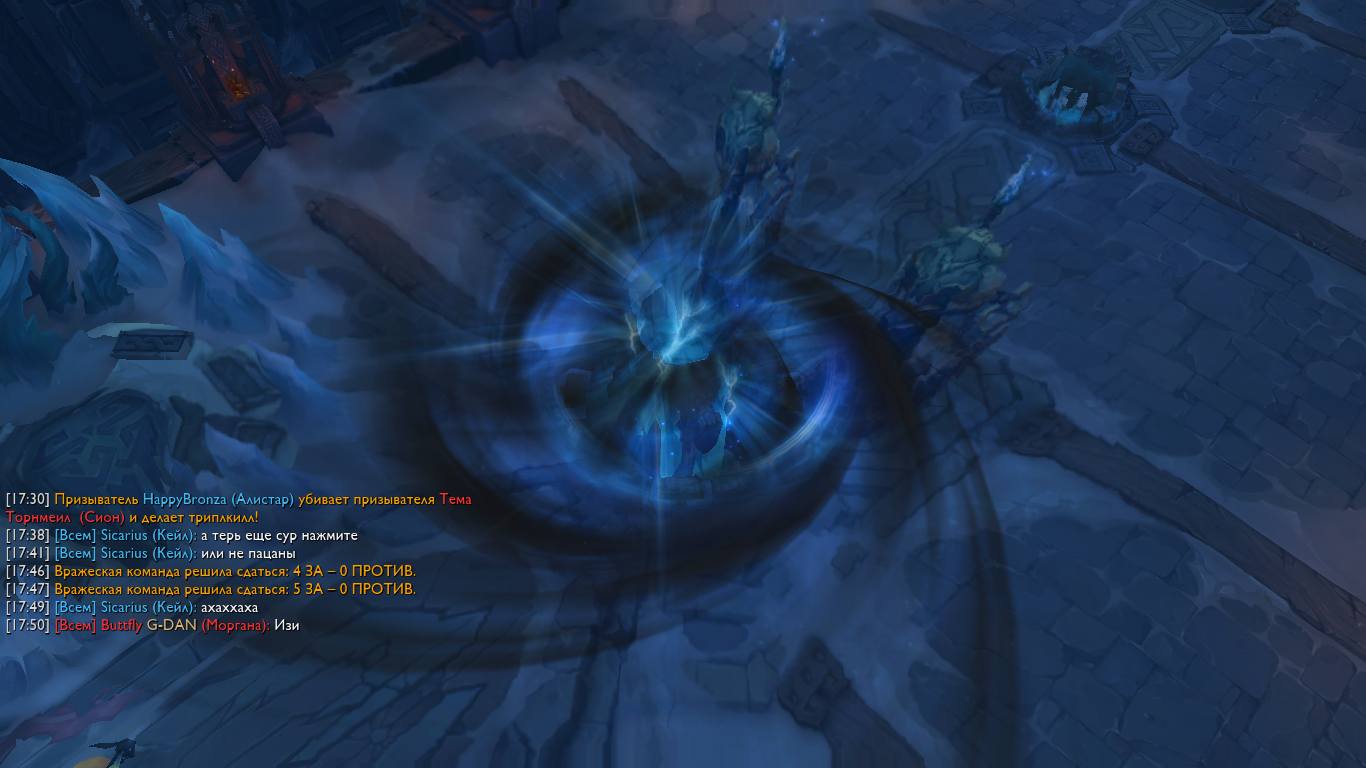 [17:30] Призыватель HappyBronza (Алистар) убивает призывателя Тема
Торнмеил (Сион) и делает триплкилл!
[17:38] [Всем] Sicarius (Кейл): а терь еще сур нажмите
[17:41] [Всем] Sicarius (Кейл): или не пацаны
[17:46] Вражеская команда решила сдаться: 4 ЗА – 0 ПРОТИВ.
[17:47] Вражеская команда решила сдаться: 5 ЗА – 0 ПРОТИВ.
[17:49] [Всем] Sicarius (Кейл): ахаххаха
[17:50] [Всем] Buttfly G-DAN (Моргана): Изи